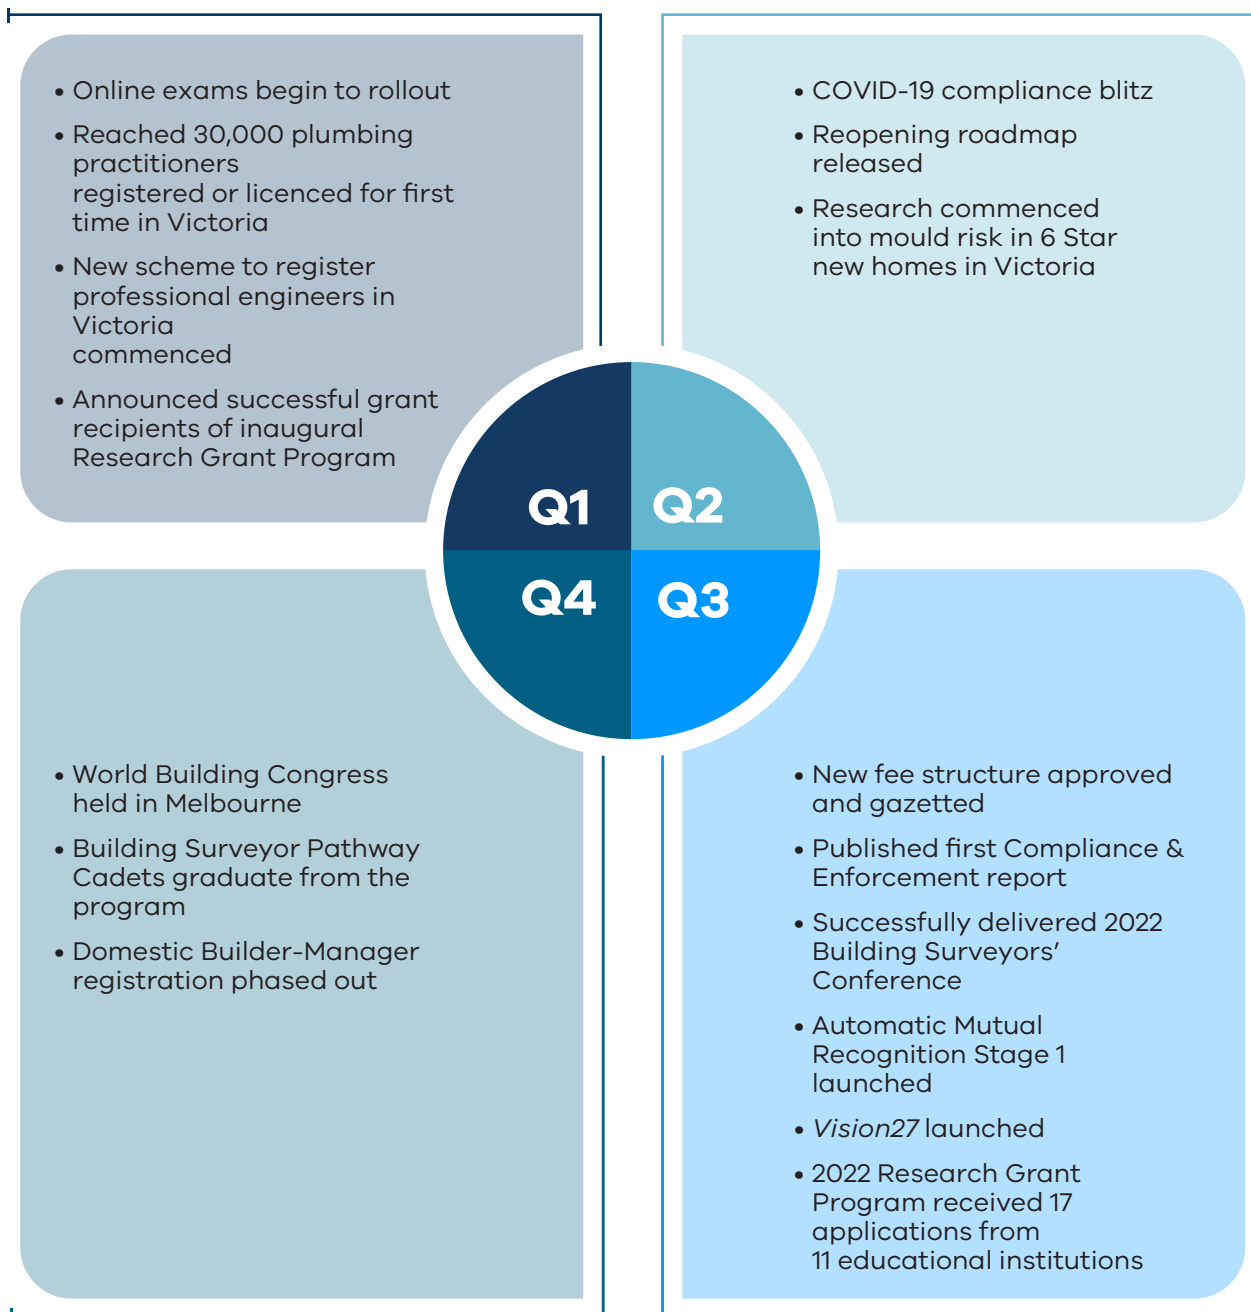 • Online exams begin to rollout
• Reached 30,000 plumbing
practitioners
registered or licenced for first
time in Victoria
• New scheme to register
professional engineers in
Victoria
commenced
• Announced successful grant
recipients of inaugural
Research Grant Program
• COVID-19 compliance blitz
• Reopening roadmap
released
• Research commenced
into mould risk in 6 Star
new homes in Victoria
Q1
Q2
Q4
Q3
• World Building Congress
held in Melbourne
• Building Surveyor Pathway
Cadets graduate from the
program
• Domestic Builder-Manager
registration phased out
• New fee structure approved
and gazetted
• Published first Compliance &
Enforcement report
• Successfully delivered 2022
Building Surveyors’
Conference
• Automatic Mutual
Recognition Stage 1
launched
• Vision27 launched
• 2022 Research Grant
Program received 17
applications from
11 educational institutions